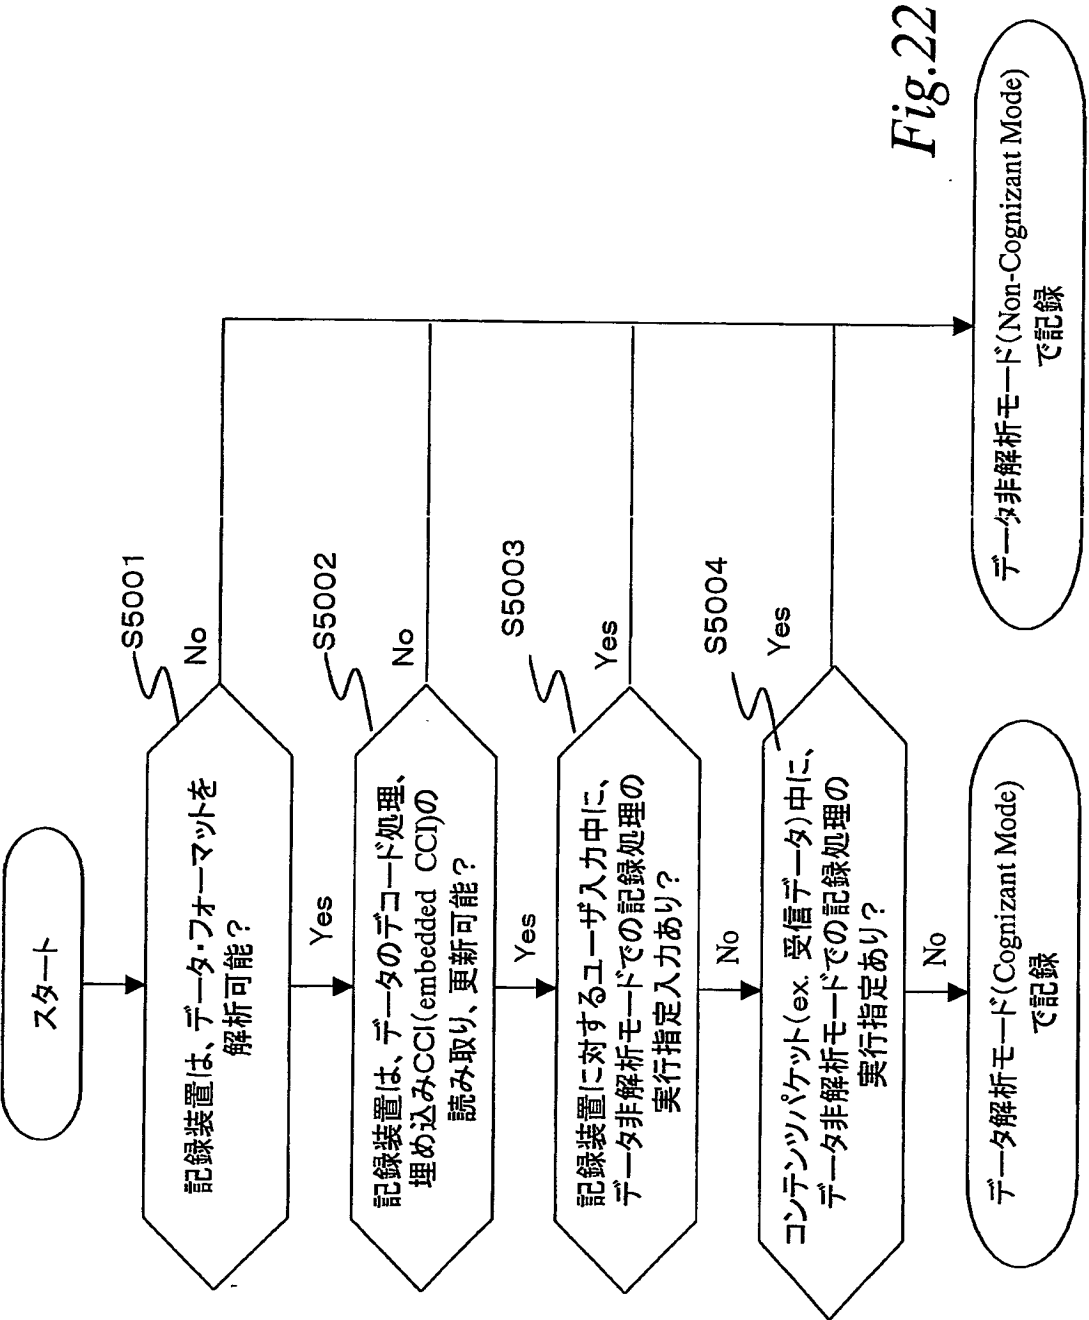 スタート
S5001
記録装置は、データ・フォーマットを
解析可能?
No
Yes
S5002
記録装置は、データのデコード処理、
埋め込みCCI(embedded CCI)の
読み取り、更新可能?
No
Yes
S5003
記録装置に対するユーザ入力中に、
データ非解析モードでの記録処理の
実行指定入力あり?
Yes
No
S5004
コンテンツパケット(ex. 受信データ)中に、
データ非解析モードでの記録処理の
実行指定あり?
Yes
No
データ解析モード(Cognizant Mode)
で記録
データ非解析モード(Non-Cognizant Mode)
で記録
Fig.22